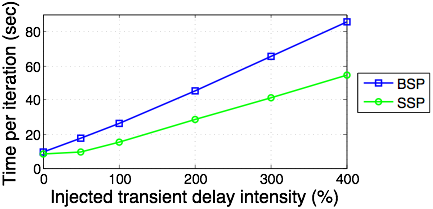 Time per iteration (sec)
80
60
40
20
0
0 50 100 200 300 400
Injected transient delay intensity (%)
BSP
SSP